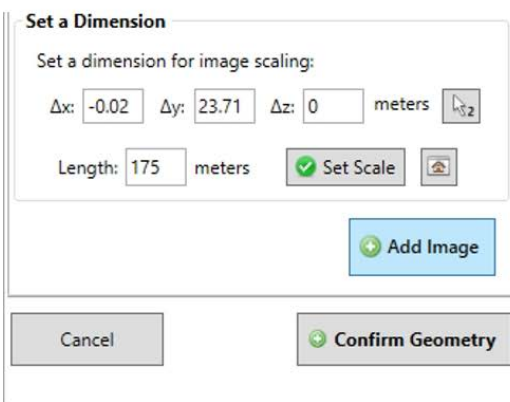 Set a Dimension
Set a dimension for image scaling:
Δx: -0.02 Δy: 23.71 Δz: 0 meters 2
Length: 175 meters Set Scale
Add Image
Cancel Confirm Geometry